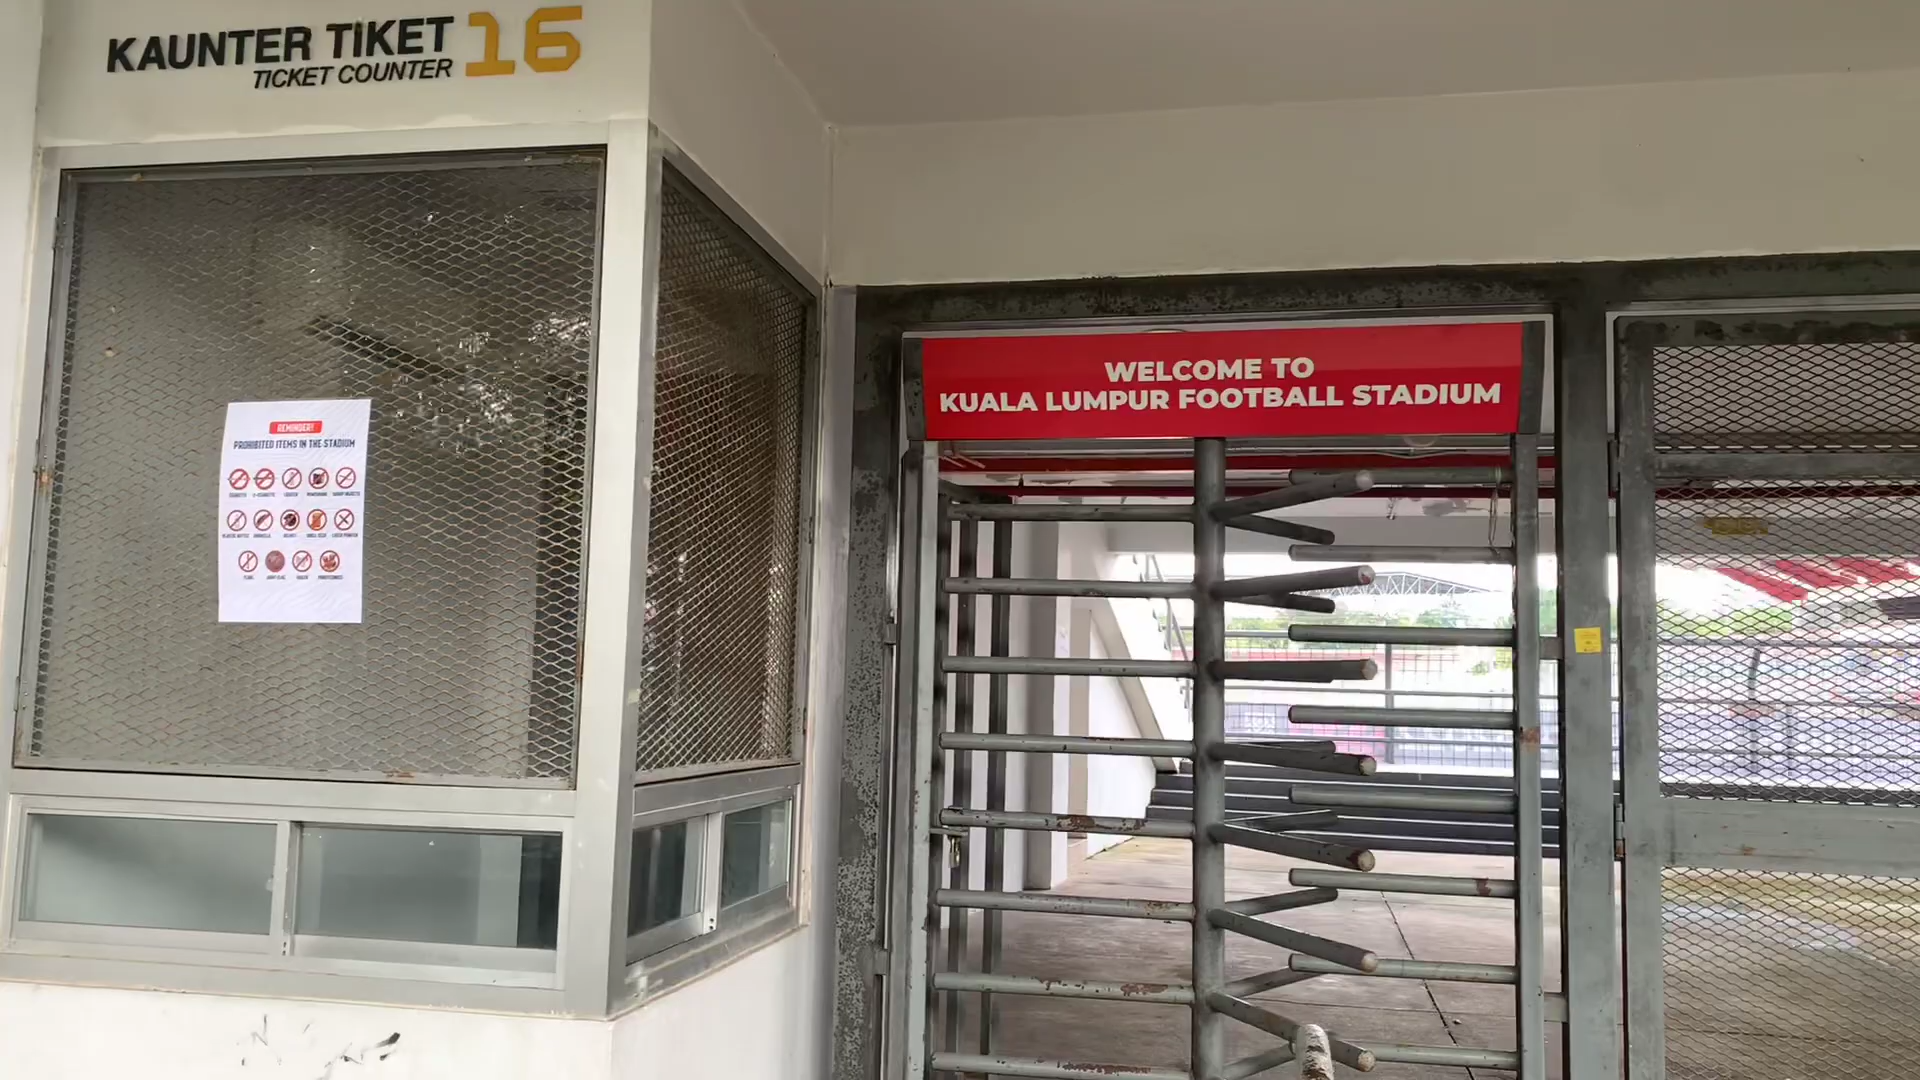 KAUNTER TIKET 16
TICKET COUNTER
REMINDER!
PROHIBITED ITEMS IN THE STADIUM
WELCOME TO
KUALA LUMPUR FOOTBALL STADIUM